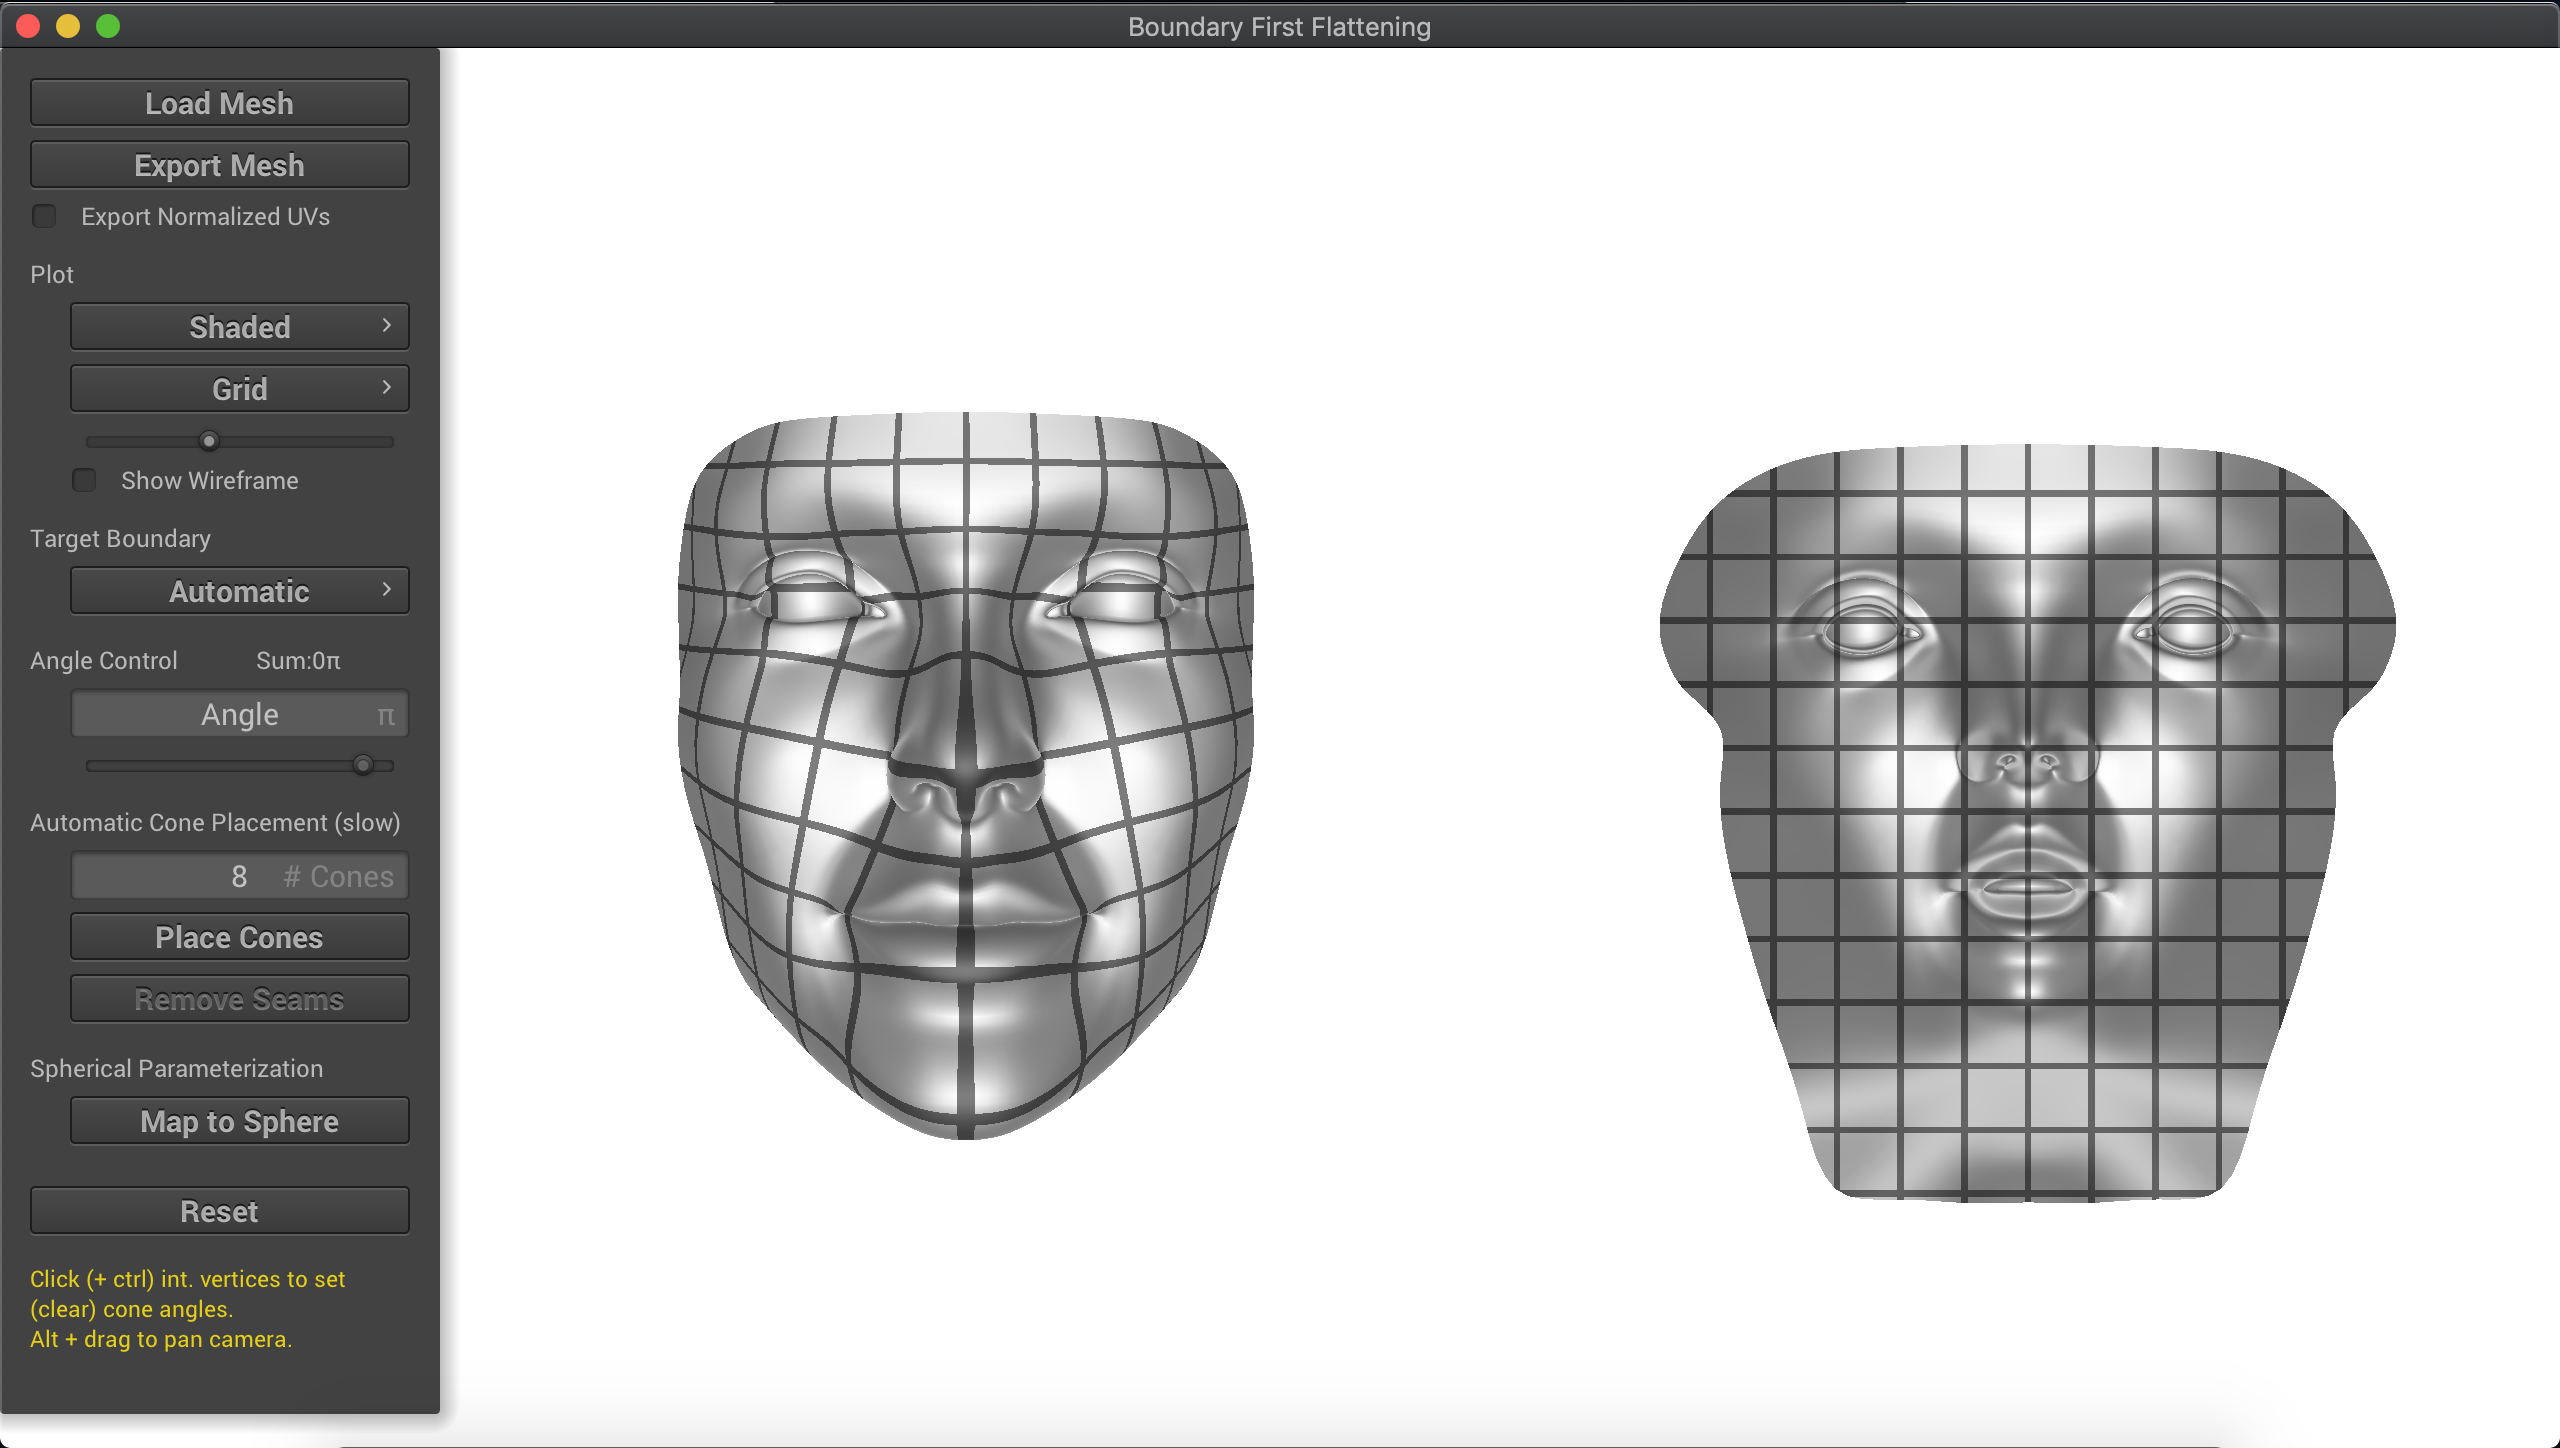 Boundary First Flattening
Load Mesh
Export Mesh
Export Normalized UVs
Plot
Shaded
Grid
Show Wireframe
Target Boundary
Automatic
Angle Control Sum:0π
Angle π
Automatic Cone Placement (slow)
8 # Cones
Place Cones
Remove Seams
Spherical Parameterization
Map to Sphere
Reset
Click (+ ctrl) int. vertices to set
(clear) cone angles.
Alt + drag to pan camera.